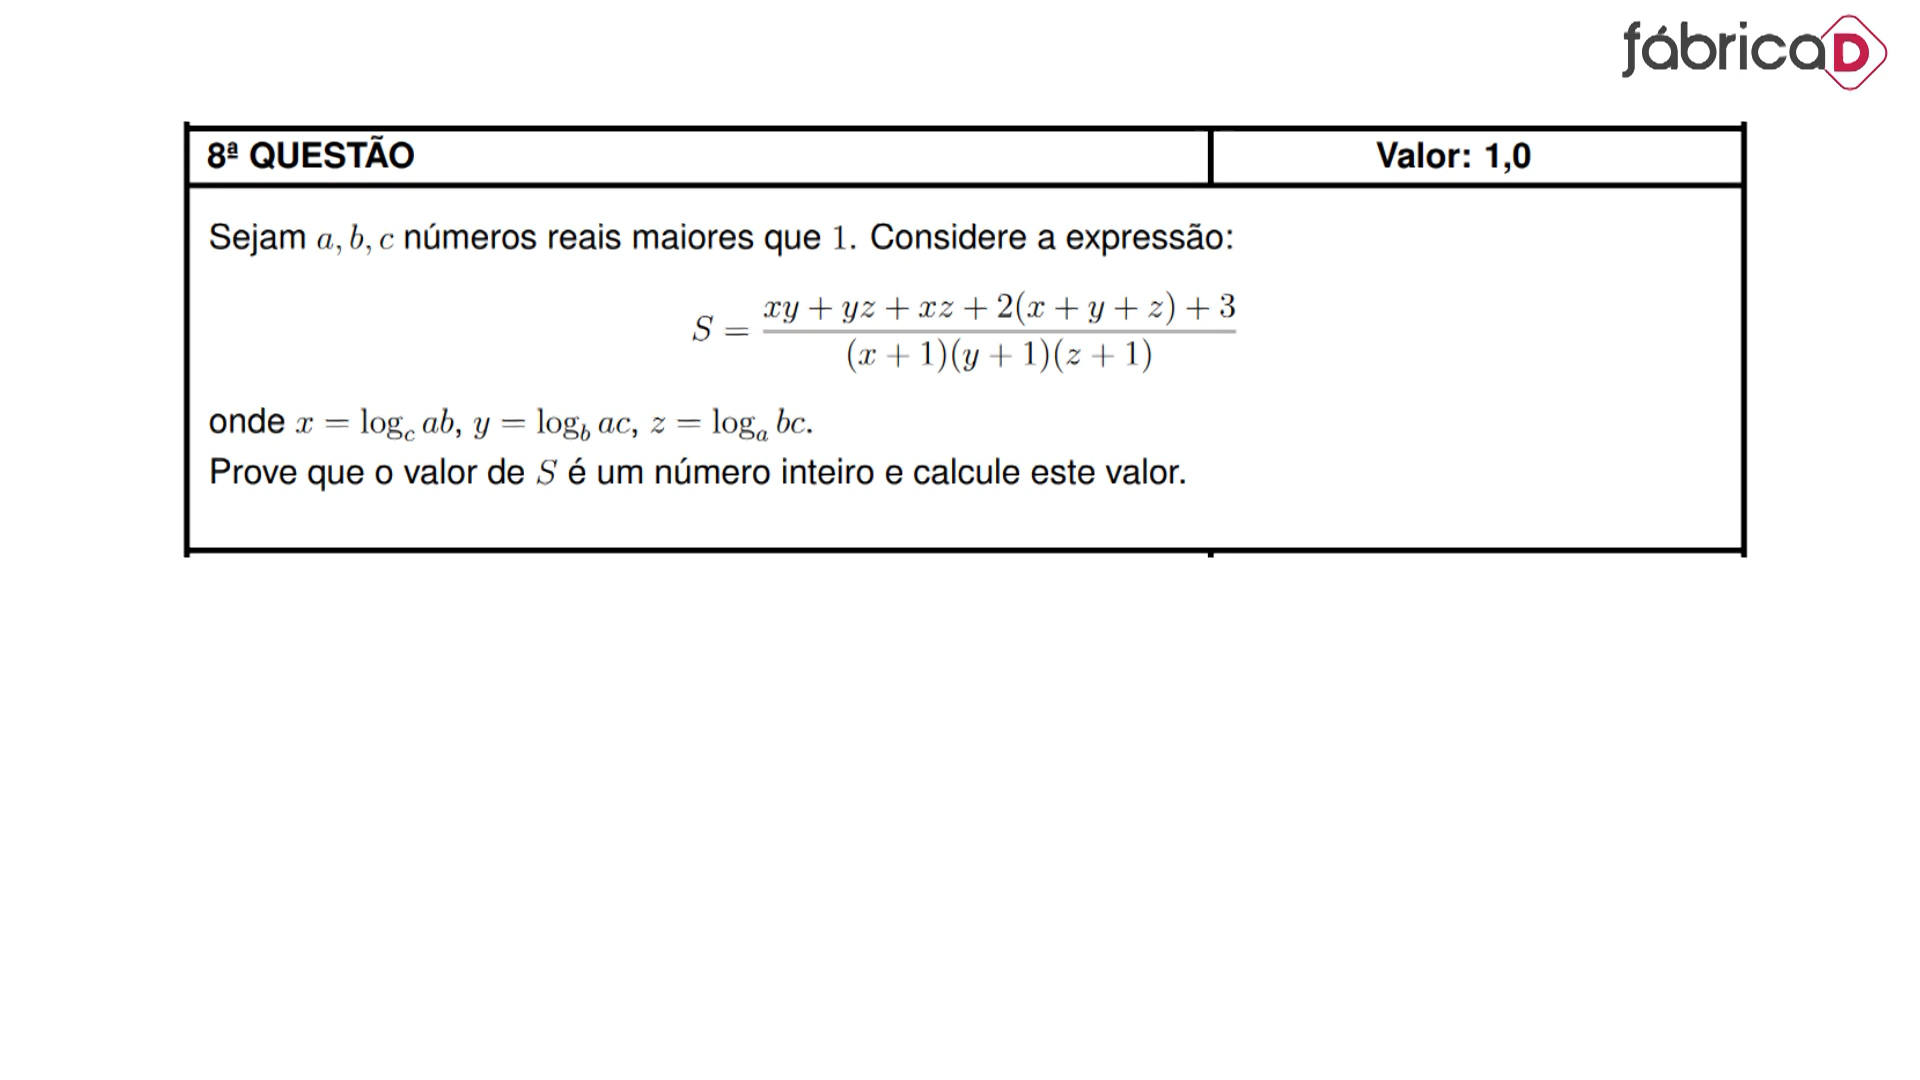 fábricaD
8ª QUESTÃO Valor: 1,0
Sejam a, b, c números reais maiores que 1. Considere a expressão:
S = \frac{xy + yz + xz + 2(x + y + z) + 3}{(x + 1)(y + 1)(z + 1)}
onde x = log_c ab, y = log_b ac, z = log_a bc.
Prove que o valor de S é um número inteiro e calcule este valor.